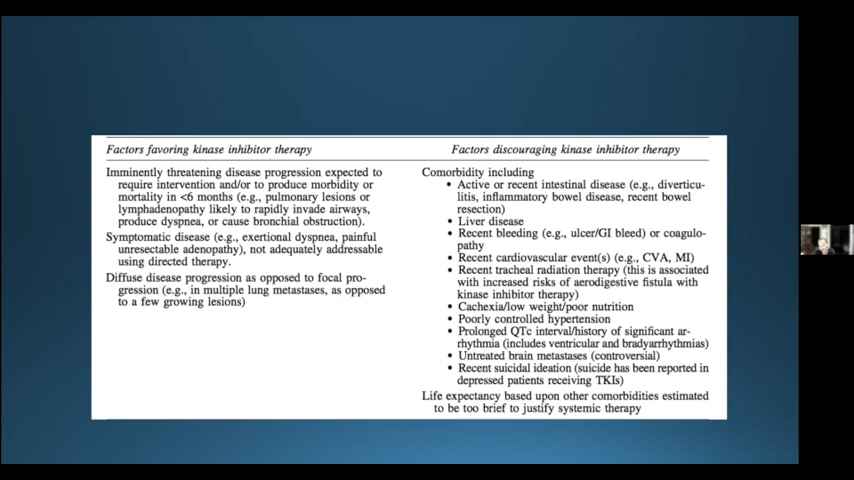 Factors favoring kinase inhibitor therapy
Imminently threatening disease progression expected to
require intervention and/or to produce morbidity or
mortality in <6 months (e.g., pulmonary lesions or
lymphadenopathy likely to rapidly invade airways,
produce dyspnea, or cause bronchial obstruction).
Symptomatic disease (e.g., exertional dyspnea, painful
unresectable adenopathy), not adequately addressable
using directed therapy.
Diffuse disease progression as opposed to focal pro-
gression (e.g., in multiple lung metastases, as opposed
to a few growing lesions)
Factors discouraging kinase inhibitor therapy
Comorbidity including
• Active or recent intestinal disease (e.g., diverticu-
litis, inflammatory bowel disease, recent bowel
resection)
• Liver disease
• Recent bleeding (e.g., ulcer/GI bleed) or coagulo-
pathy
• Recent cardiovascular event(s) (e.g., CVA, MI)
• Recent tracheal radiation therapy (this is associated
with increased risks of aerodigestive fistula with
kinase inhibitor therapy)
• Cachexia/low weight/poor nutrition
• Poorly controlled hypertension
• Prolonged QTc interval/history of significant ar-
rhythmia (includes ventricular and bradyarrhythmias)
• Untreated brain metastases (controversial)
• Recent suicidal ideation (suicide has been reported in
depressed patients receiving TKIs)
Life expectancy based upon other comorbidities estimated
to be too brief to justify systemic therapy